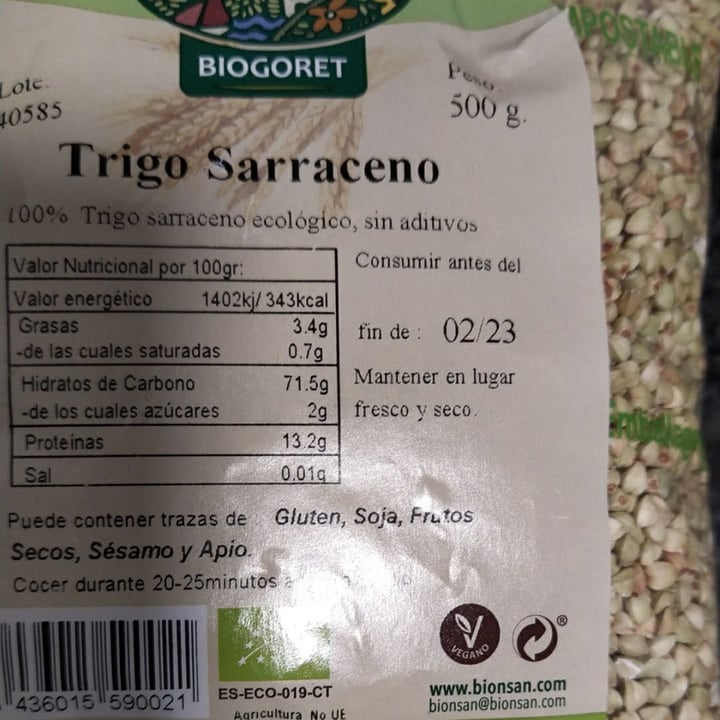 BIOGORET
Lote.
40585
Peso.
500 g.
Trigo Sarraceno
100% Trigo sarraceno ecológico, sin aditivos
Valor Nutricional por 100gr:
Valor energético 1402kj/ 343kcal
Grasas 3.4g
-de las cuales saturadas 0.7g
Hidratos de Carbono 71.5g
-de los cuales azúcares 2g
Proteínas 13.2g
Sal 0.01g
Consumir antes del
fin de : 02/23
Mantener en lugar
fresco y seco.
Puede contener trazas de Gluten, Soja, Frutos
Secos, Sésamo y Apio.
Cocer durante 20-25minutos a
436015 590021
ES-ECO-019-CT
Agricultura No UE
VEGANO
®
www.bionsan.com
bionsan@bionsan.com